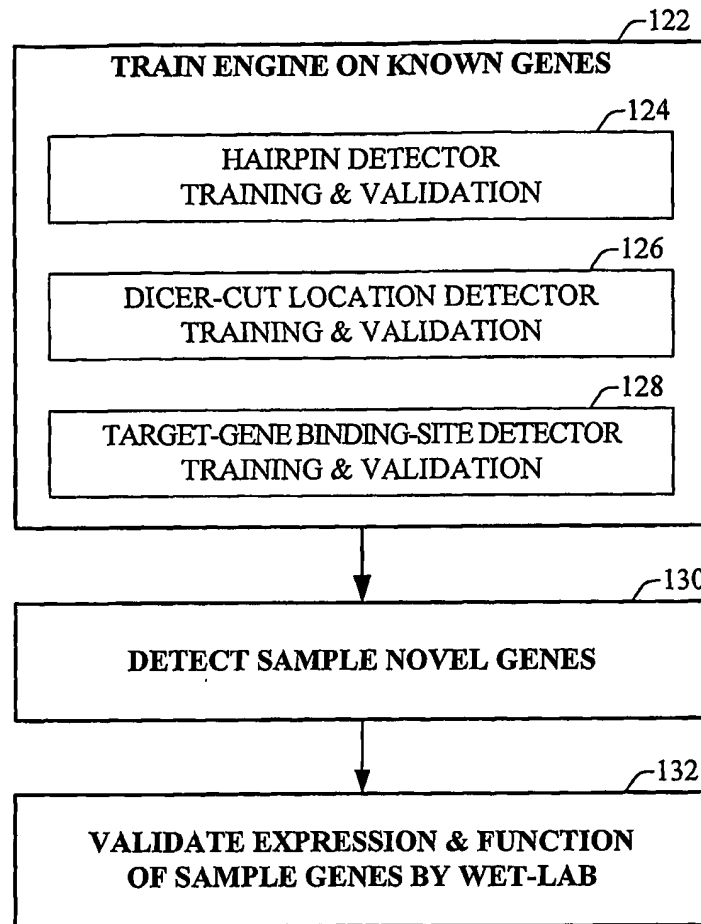 122
TRAIN ENGINE ON KNOWN GENES
124
HAIRPIN DETECTOR
TRAINING & VALIDATION
126
DICER-CUT LOCATION DETECTOR
TRAINING & VALIDATION
128
TARGET-GENE BINDING-SITE DETECTOR
TRAINING & VALIDATION
130
DETECT SAMPLE NOVEL GENES
132
VALIDATE EXPRESSION & FUNCTION
OF SAMPLE GENES BY WET-LAB